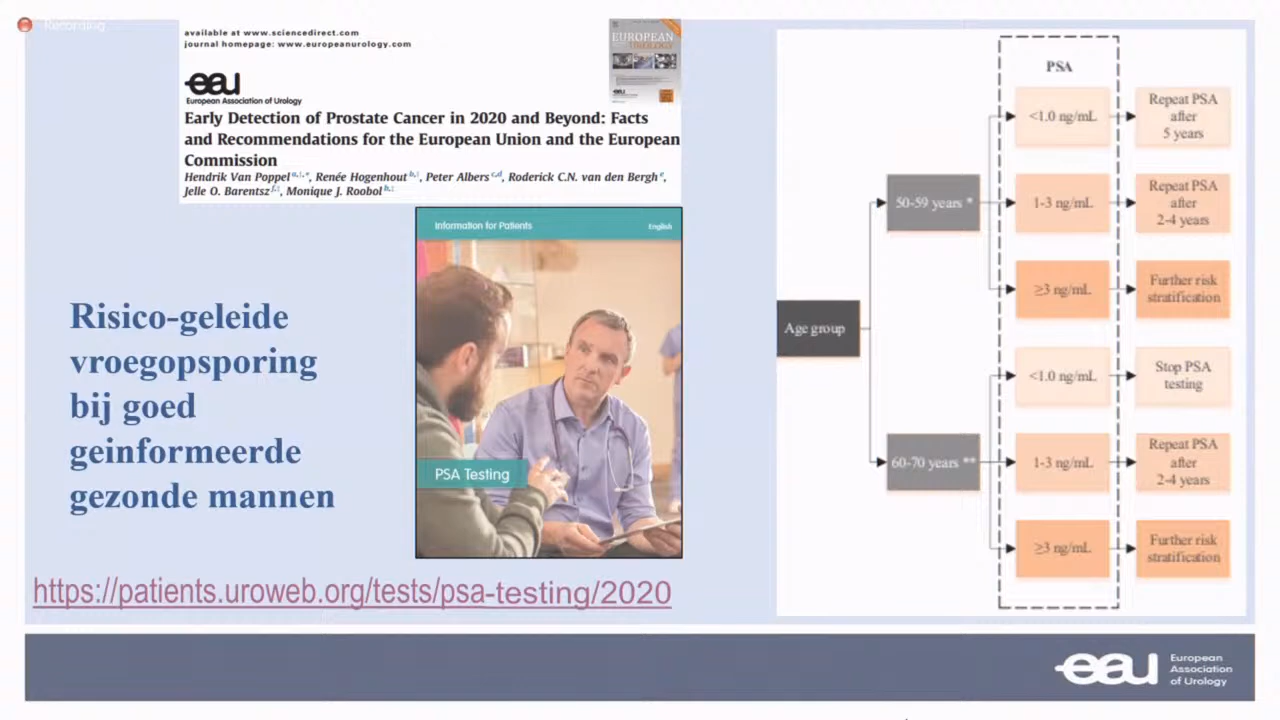 Recording
available at www.sciencedirect.com
journal homepage: www.europeanurology.com
EUROPEAN
UROLOGY
eau
European Association of Urology
Early Detection of Prostate Cancer in 2020 and Beyond: Facts
and Recommendations for the European Union and the European
Commission
Hendrik Van Poppel a,‡,*, Renée Hogenhout b,‡, Peter Albers c,d, Roderick C.N. van den Bergh e,
Jelle O. Barentsz f,‡, Monique J. Roobol b,‡
Information for Patients
English
PSA Testing
Risico-geleide
vroegopsporing
bij goed
geinformeerde
gezonde mannen
https://patients.uroweb.org/tests/psa-testing/2020
Age group
50-59 years *
60-70 years **
PSA
<1.0 ng/mL
Repeat PSA
after
5 years
1-3 ng/mL
Repeat PSA
after
2-4 years
≥3 ng/mL
Further risk
stratification
<1.0 ng/mL
Stop PSA
testing
1-3 ng/mL
Repeat PSA
after
2-4 years
≥3 ng/mL
Further risk
stratification
eau
European
Association
of Urology